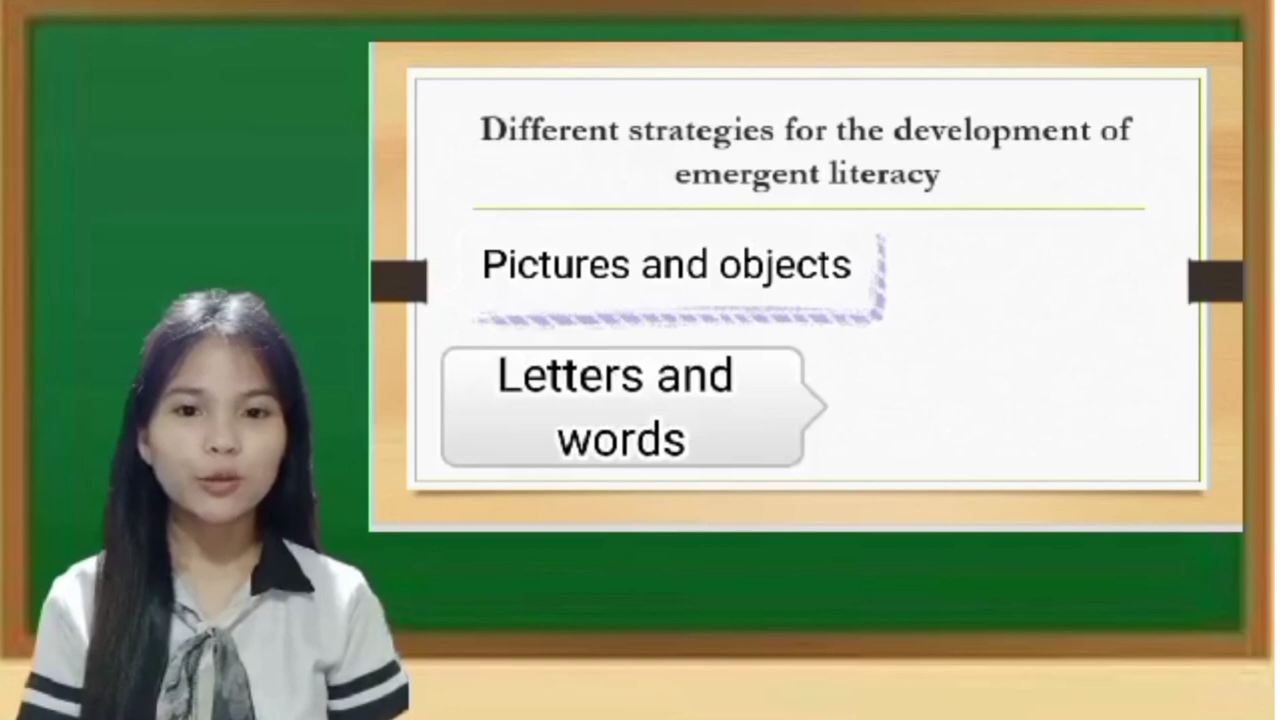 Different strategies for the development of
emergent literacy
Pictures and objects
Letters and
words